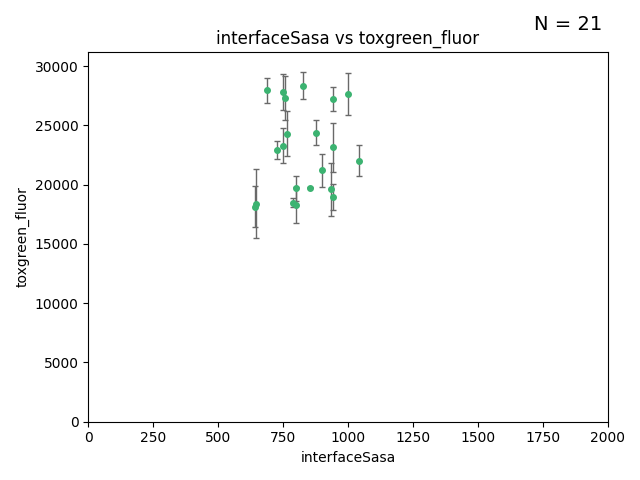 N = 21
interfaceSasa vs toxgreen_fluor
toxgreen_fluor
30000
25000
20000
15000
10000
5000
0
0 250 500 750 1000 1250 1500 1750 2000
interfaceSasa